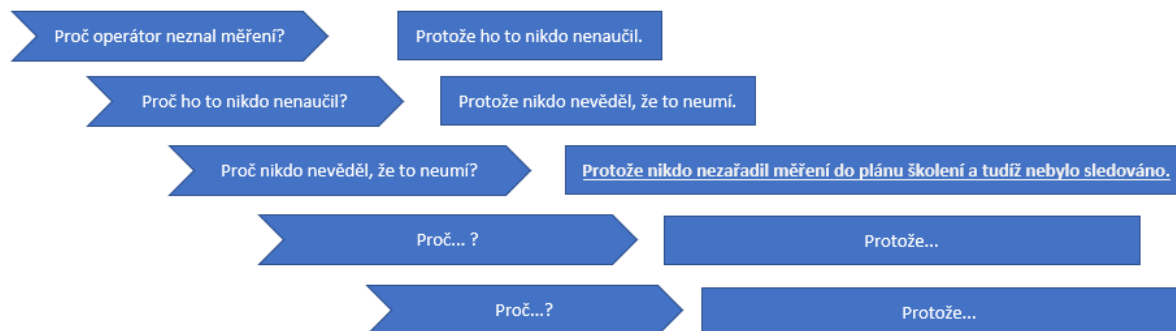 Proč operátor neznal měření?
Protože ho to nikdo nenaučil.
Proč ho to nikdo nenaučil?
Protože nikdo nevěděl, že to neumí.
Proč nikdo nevěděl, že to neumí?
Protože nikdo nezařadil měření do plánu školení a tudíž nebylo sledováno.
Proč... ?
Protože...
Proč...?
Protože...